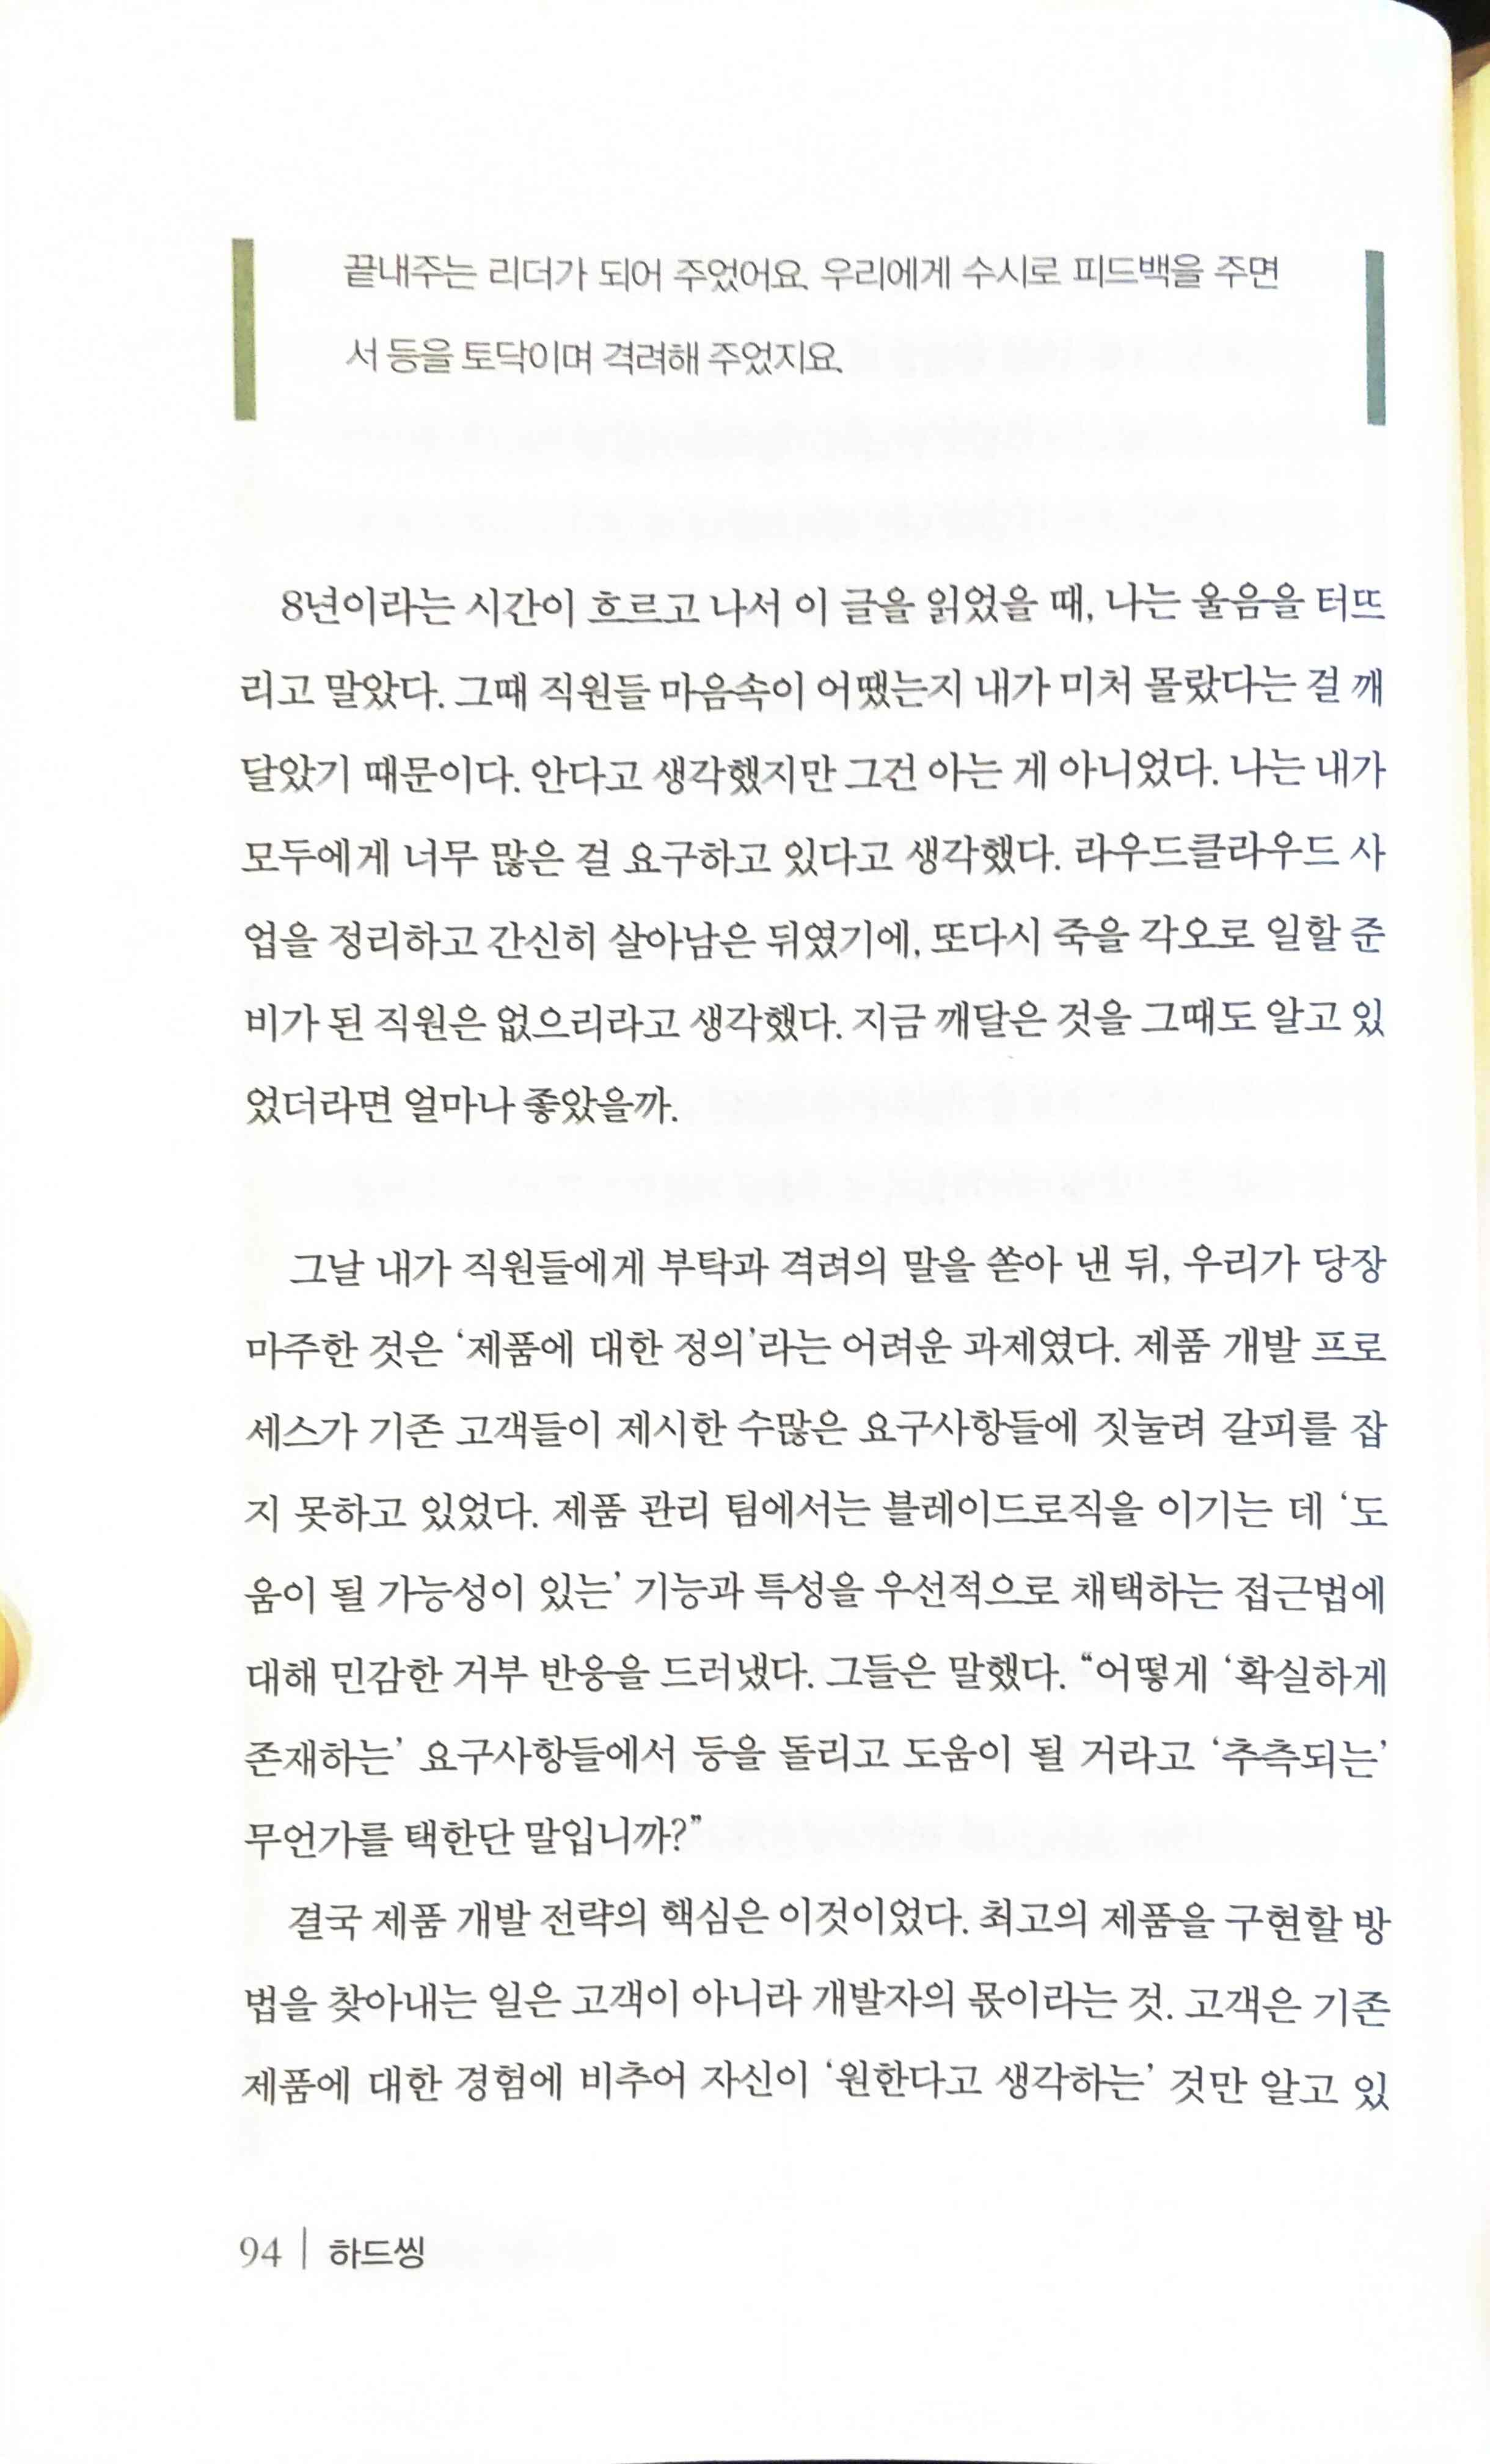 끝내주는 리더가 되어 주었어요. 우리에게 수시로 피드백을 주면
서 등을 토닥이며 격려해 주었지요.
8년이라는 시간이 흐르고 나서 이 글을 읽었을 때, 나는 울음을 터뜨
리고 말았다. 그때 직원들 마음속이 어땠는지 내가 미처 몰랐다는 걸 깨
달았기 때문이다. 안다고 생각했지만 그건 아는 게 아니었다. 나는 내가
모두에게 너무 많은 걸 요구하고 있다고 생각했다. 라우드클라우드 사
업을 정리하고 간신히 살아남은 뒤였기에, 또다시 죽을 각오로 일할 준
비가 된 직원은 없으리라고 생각했다. 지금 깨달은 것을 그때도 알고 있
었더라면 얼마나 좋았을까.
그날 내가 직원들에게 부탁과 격려의 말을 쏟아 낸 뒤, 우리가 당장
마주한 것은 ‘제품에 대한 정의’라는 어려운 과제였다. 제품 개발 프로
세스가 기존 고객들이 제시한 수많은 요구사항들에 짓눌려 갈피를 잡
지 못하고 있었다. 제품 관리 팀에서는 블레이드로직을 이기는 데 ‘도
움이 될 가능성이 있는’ 기능과 특성을 우선적으로 채택하는 접근법에
대해 민감한 거부 반응을 드러냈다. 그들은 말했다. “어떻게 ‘확실하게
존재하는’ 요구사항들에서 등을 돌리고 도움이 될 거라고 ‘추측되는’
무언가를 택한단 말입니까?”
결국 제품 개발 전략의 핵심은 이것이었다. 최고의 제품을 구현할 방
법을 찾아내는 일은 고객이 아니라 개발자의 몫이라는 것. 고객은 기존
제품에 대한 경험에 비추어 자신이 ‘원한다고 생각하는’ 것만 알고 있
94 | 하드씽